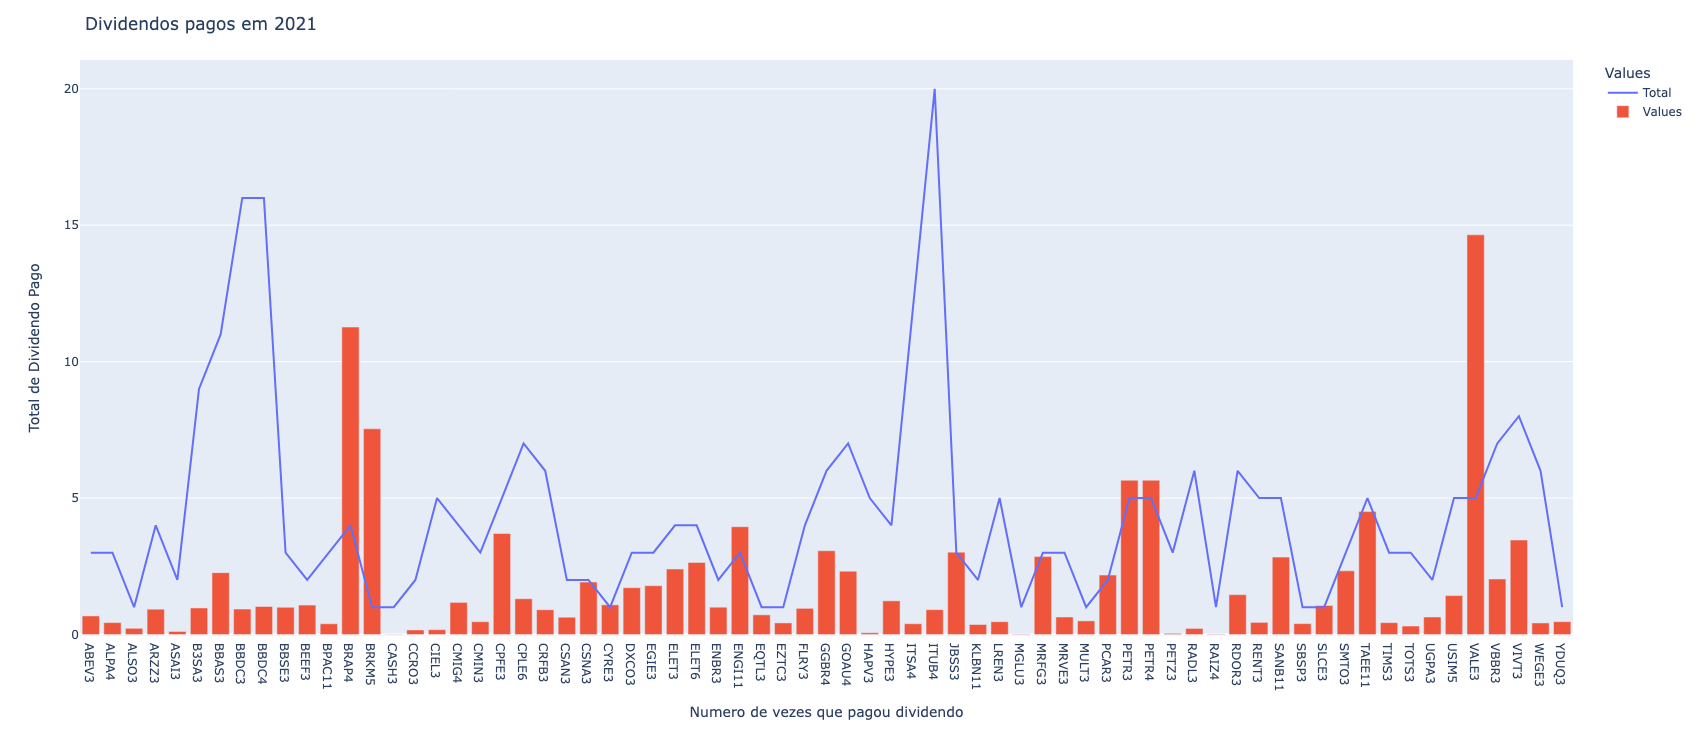 Dividendos pagos em 2021
Values
Total
Values
Total de Dividendo Pago
20
15
10
5
0
ABEV3
ALPA4
ALSO3
ARZZ3
ASAI3
B3SA3
BBAS3
BBDC3
BBDC4
BBSE3
BEEF3
BPAC11
BRAP4
BRKM5
CASH3
CCRO3
CIEL3
CMIG4
CMIN3
CPFE3
CPLE6
CRFB3
CSAN3
CSNA3
CYRE3
DXCO3
EGIE3
ELET3
ELET6
ENBR3
ENGI11
EQTL3
EZTC3
FLRY3
GGBR4
GOAU4
HAPV3
HYPE3
ITSA4
ITUB4
JBSS3
KLBN11
LREN3
MGLU3
MRFG3
MRVE3
MULT3
PCAR3
PETR3
PETR4
PETZ3
RADL3
RAIZ4
RDOR3
RENT3
SANB11
SBSP3
SLCE3
SMTO3
TAEE11
TIMS3
TOTS3
UGPA3
USIM5
VALE3
VBBR3
VIVT3
WEGE3
YDUQ3
Numero de vezes que pagou dividendo